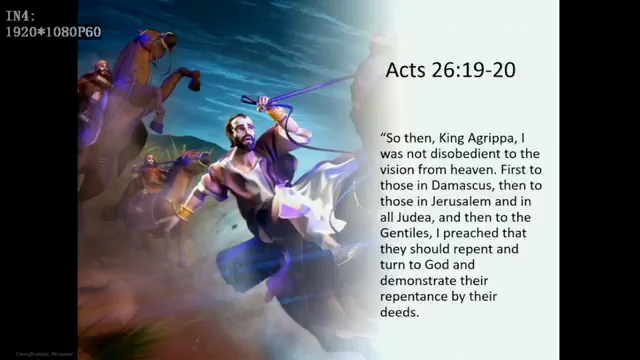 IN4:
1920*1080P60
Acts 26:19-20
“So then, King Agrippa, I
was not disobedient to the
vision from heaven. First to
those in Damascus, then to
those in Jerusalem and in
all Judea, and then to the
Gentiles, I preached that
they should repent and
turn to God and
demonstrate their
repentance by their
deeds.
Classification: Personal